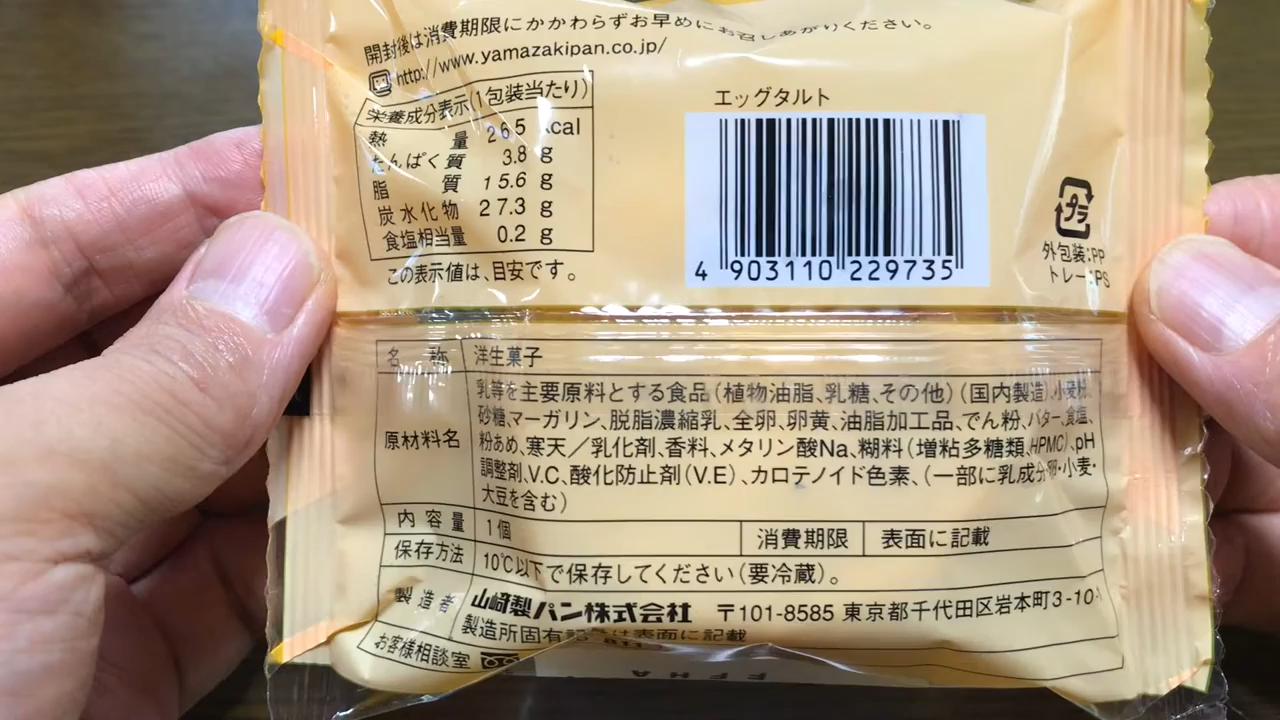 開封後は消費期限にかかわらずお早めにお召しあがりください。
http://www.yamazakipan.co.jp/
栄養成分表示(1包装当たり)
熱量 265 kcal
たんぱく質 3.8 g
脂質 15.6 g
炭水化物 27.3 g
食塩相当量 0.2 g
この表示値は、目安です。
エッグタルト
4 903110 229735
プラ
外包装:PP
トレー:PS
名称 洋生菓子
原材料名
乳等を主要原料とする食品(植物油脂、乳糖、その他)(国内製造)、小麦粉、
砂糖、マーガリン、脱脂濃縮乳、全卵、卵黄、油脂加工品、でん粉、バター、食塩、
粉あめ、寒天/乳化剤、香料、メタリン酸Na、糊料(増粘多糖類、HPMC)、pH
調整剤、V.C、酸化防止剤(V.E)、カロテノイド色素、(一部に乳成分・卵・小麦・
大豆を含む)
内容量 1個 消費期限 表面に記載
保存方法 10℃以下で保存してください(要冷蔵)。
製造者 山崎製パン株式会社 〒101-8585 東京都千代田区岩本町3-10-
製造所固有記号は表面に記載
お客様相談室